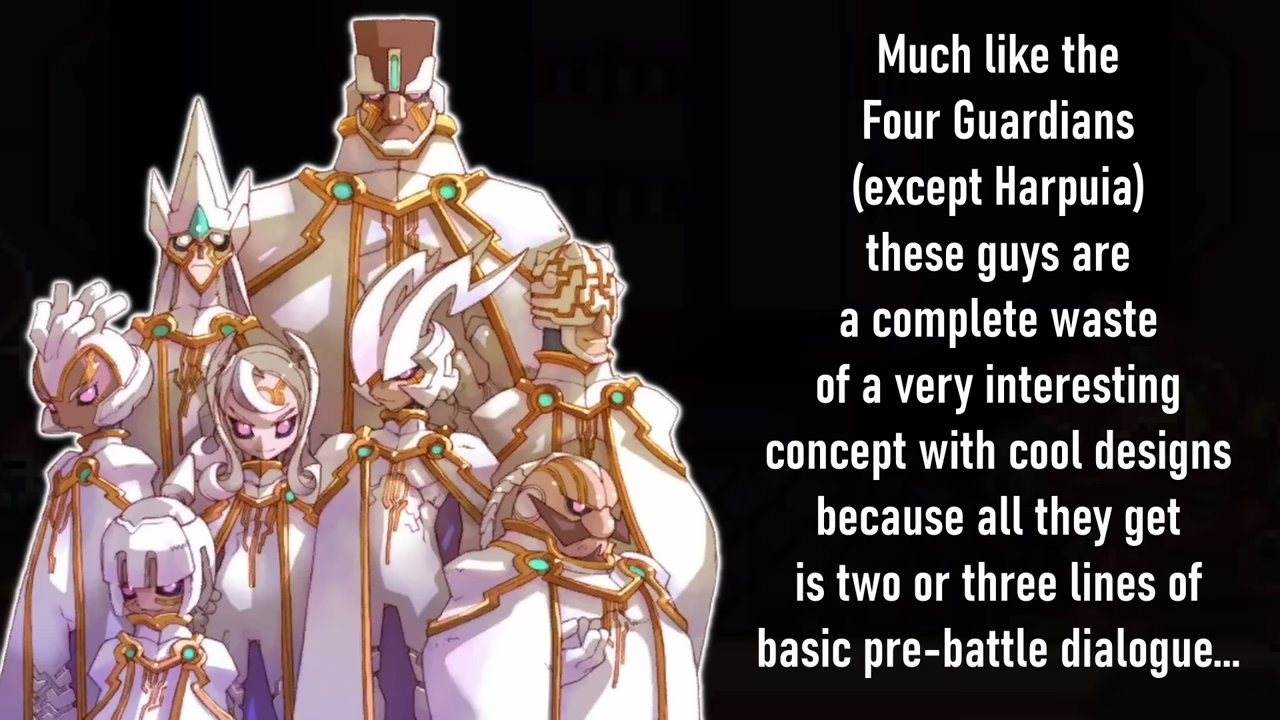 Much like the
Four Guardians
(except Harpuia)
these guys are
a complete waste
of a very interesting
concept with cool designs
because all they get
is two or three lines of
basic pre-battle dialogue...